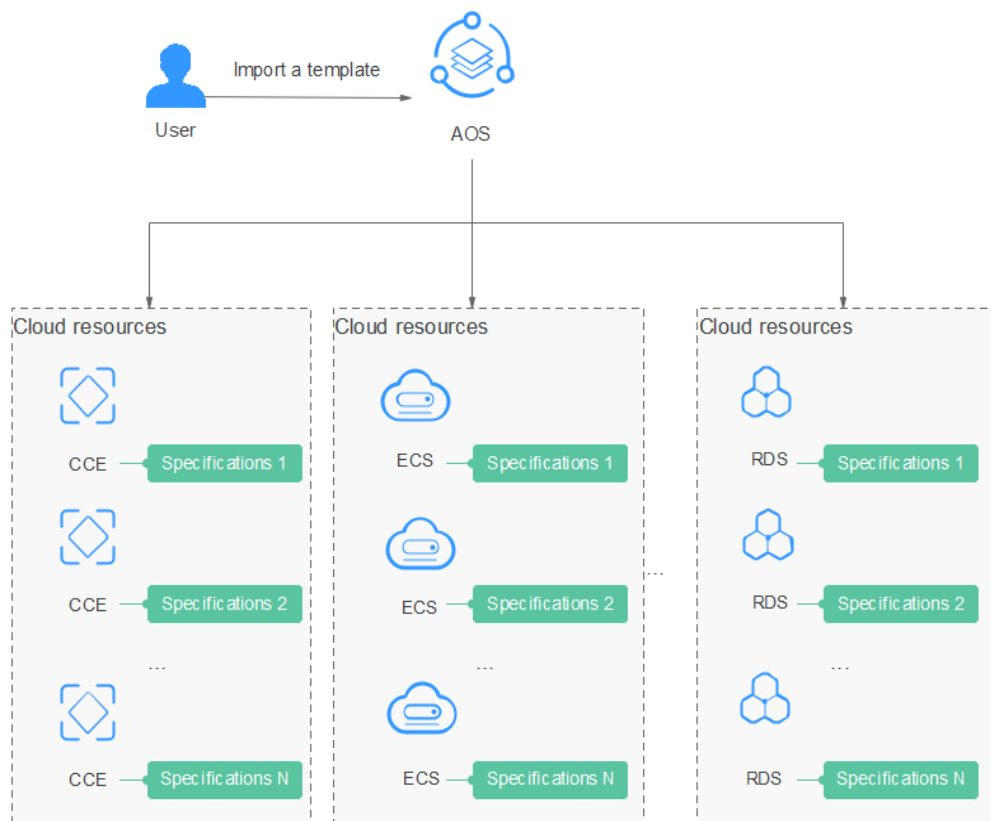 Import a template
User
AOS
Cloud resources
CCE
Specifications 1
CCE
Specifications 2
...
CCE
Specifications N
Cloud resources
ECS
Specifications 1
ECS
Specifications 2
...
ECS
Specifications N
...
Cloud resources
RDS
Specifications 1
RDS
Specifications 2
...
RDS
Specifications N